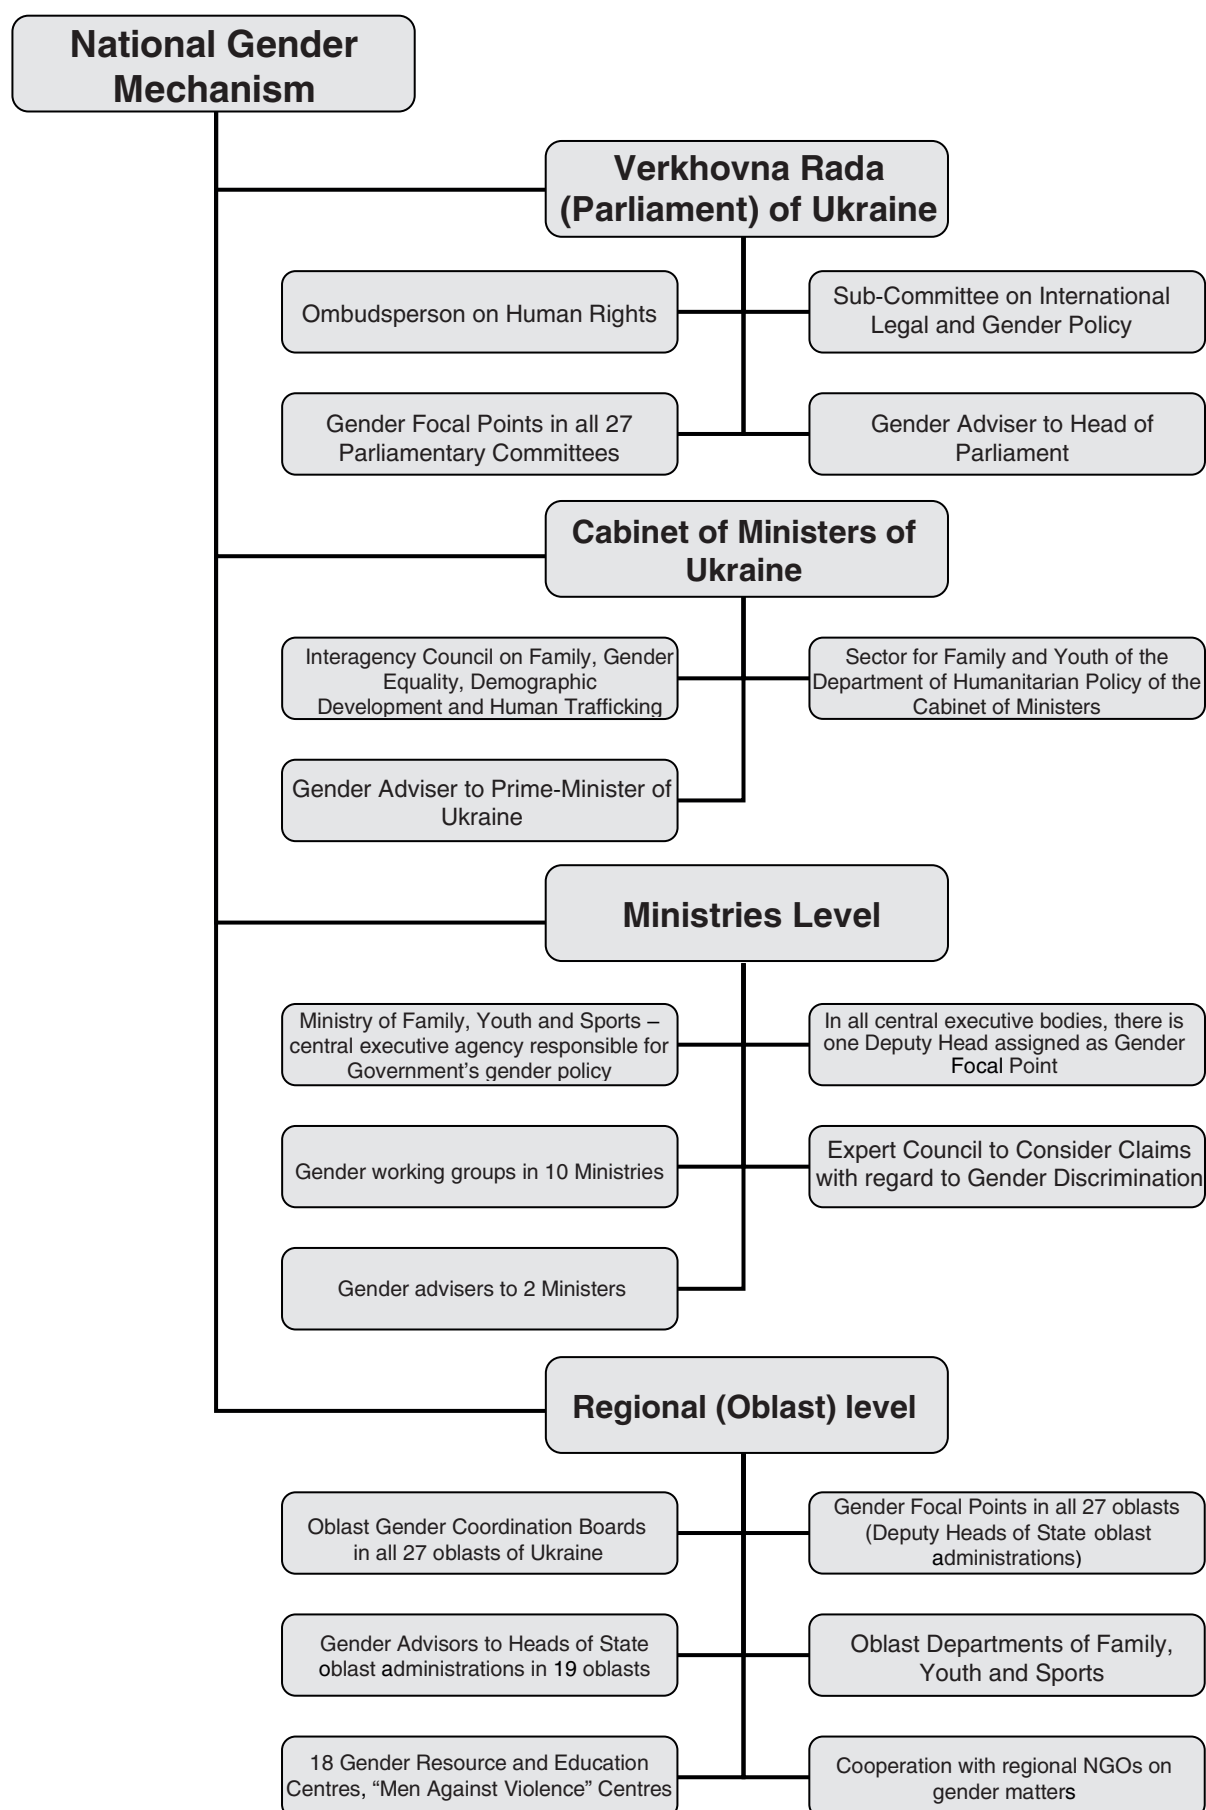 National Gender
Mechanism
Verkhovna Rada
(Parliament) of Ukraine
Ombudsperson on Human Rights
Sub-Committee on International
Legal and Gender Policy
Gender Focal Points in all 27
Parliamentary Committees
Gender Adviser to Head of
Parliament
Cabinet of Ministers of
Ukraine
Interagency Council on Family, Gender
Equality, Demographic
Development and Human Trafficking
Sector for Family and Youth of the
Department of Humanitarian Policy of the
Cabinet of Ministers
Gender Adviser to Prime-Minister of
Ukraine
Ministries Level
Ministry of Family, Youth and Sports –
central executive agency responsible for
Government’s gender policy
In all central executive bodies, there is
one Deputy Head assigned as Gender
Focal Point
Gender working groups in 10 Ministries
Expert Council to Consider Claims
with regard to Gender Discrimination
Gender advisers to 2 Ministers
Regional (Oblast) level
Oblast Gender Coordination Boards
in all 27 oblasts of Ukraine
Gender Focal Points in all 27 oblasts
(Deputy Heads of State oblast
administrations)
Gender Advisors to Heads of State
oblast administrations in 19 oblasts
Oblast Departments of Family,
Youth and Sports
18 Gender Resource and Education
Centres, “Men Against Violence” Centres
Cooperation with regional NGOs on
gender matters